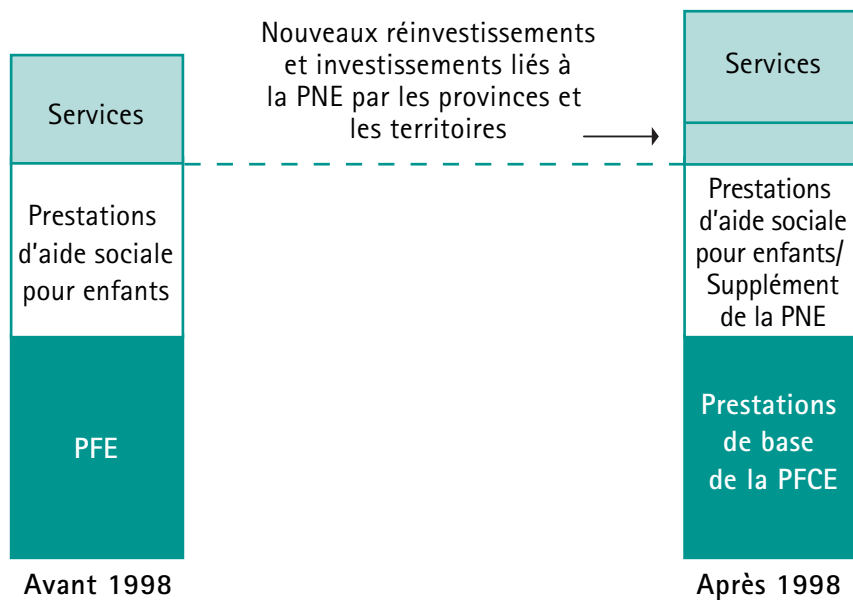 Nouveaux réinvestissements
et investissements liés à
la PNE par les provinces et
les territoires
Services
Prestations
d'aide sociale
pour enfants
PFE
Avant 1998
Services
Prestations
d'aide sociale
pour enfants/
Supplément
de la PNE
Prestations
de base
de la PFCE
Après 1998